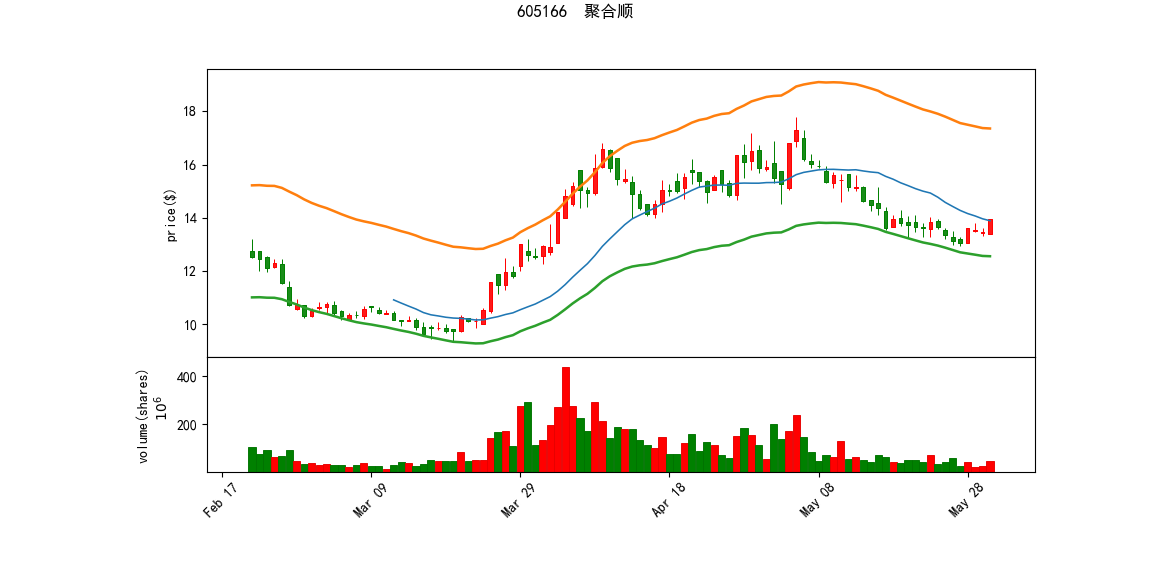 605166 聚合顺
price($)
18
16
14
12
10
volume(shares)
10^6
400
200
Feb 17
Mar 09
Mar 29
Apr 18
May 08
May 28